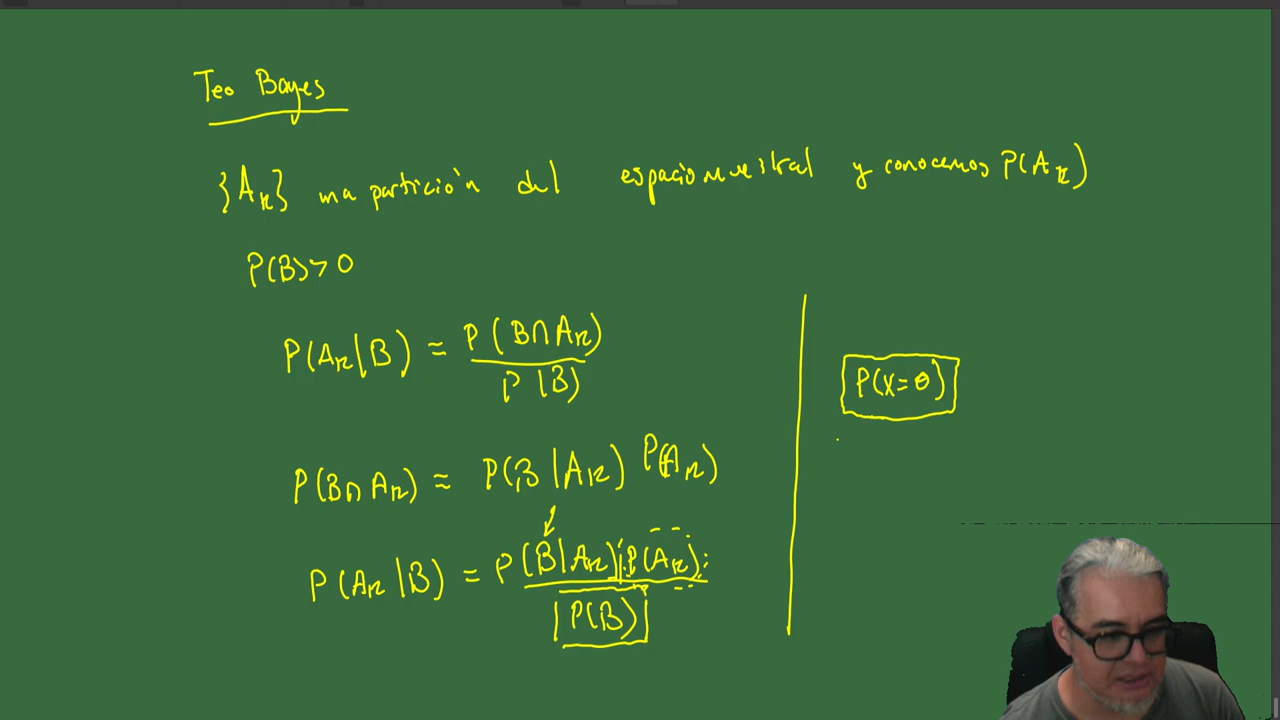 Teo Bayes
{Ak} una partición del espacio muestral y conocemos P(Ak)
P(B)>0
P(Ak|B) = P(B∩Ak) / P(B)
P(X=θ)
P(B∩Ak) = P(B|Ak) P(Ak)
P(Ak|B) = P(B|Ak) P(Ak) / P(B)